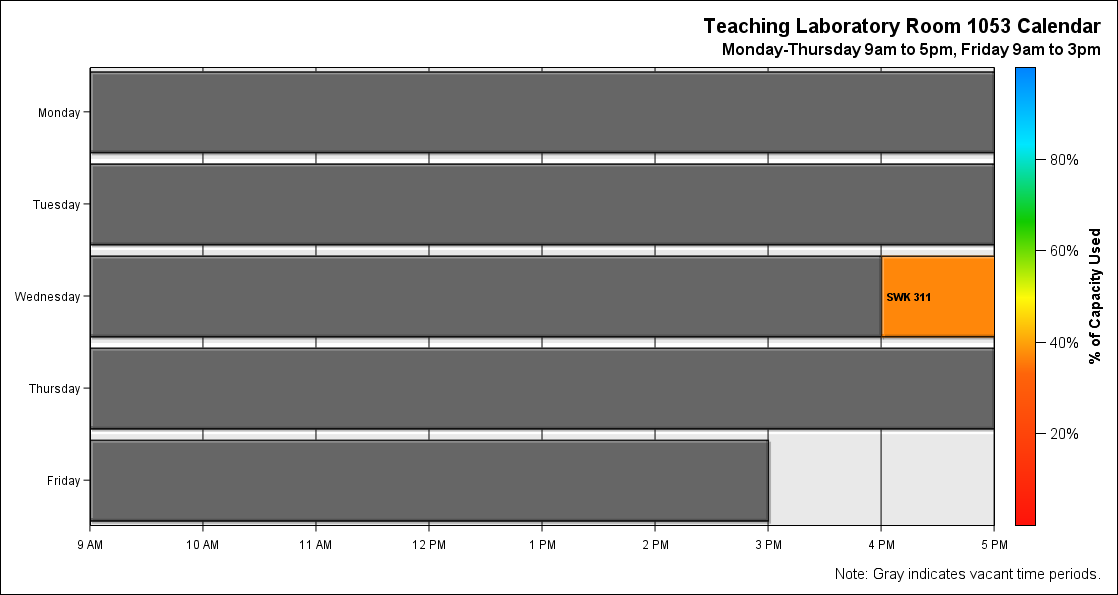 Teaching Laboratory Room 1053 Calendar
Monday-Thursday 9am to 5pm, Friday 9am to 3pm
Monday
Tuesday
Wednesday
Thursday
Friday
SWK 311
9 AM 10 AM 11 AM 12 PM 1 PM 2 PM 3 PM 4 PM 5 PM
80%
60%
40%
20%
% of Capacity Used
Note: Gray indicates vacant time periods.